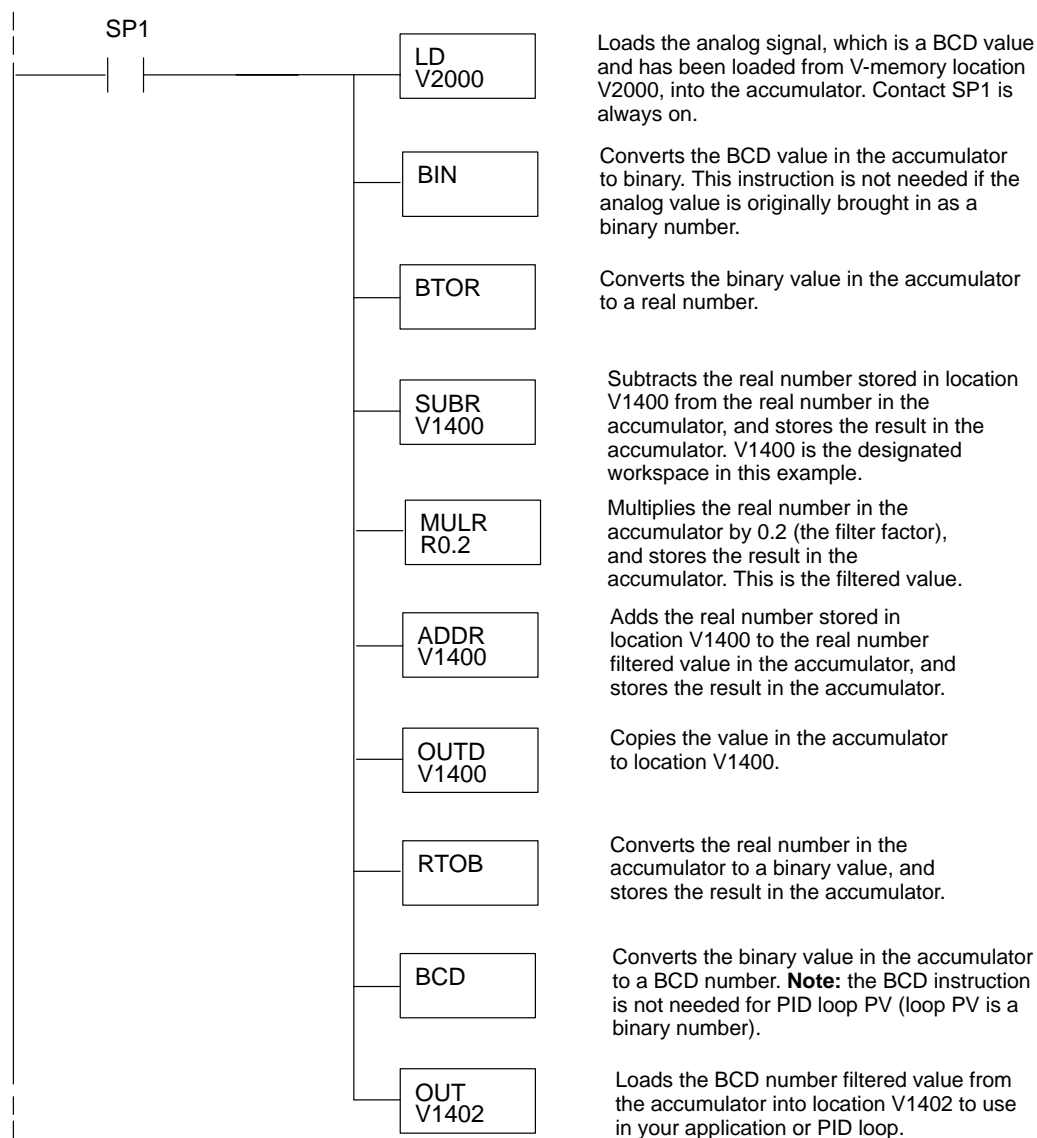 SP1
LD
V2000
Loads the analog signal, which is a BCD value
and has been loaded from V-memory location
V2000, into the accumulator. Contact SP1 is
always on.
BIN
Converts the BCD value in the accumulator
to binary. This instruction is not needed if the
analog value is originally brought in as a
binary number.
BTOR
Converts the binary value in the accumulator
to a real number.
SUBR
V1400
Subtracts the real number stored in location
V1400 from the real number in the
accumulator, and stores the result in the
accumulator. V1400 is the designated
workspace in this example.
MULR
R0.2
Multiplies the real number in the
accumulator by 0.2 (the filter factor),
and stores the result in the
accumulator. This is the filtered value.
ADDR
V1400
Adds the real number stored in
location V1400 to the real number
filtered value in the accumulator, and
stores the result in the accumulator.
OUTD
V1400
Copies the value in the accumulator
to location V1400.
RTOB
Converts the real number in the
accumulator to a binary value, and
stores the result in the accumulator.
BCD
Converts the binary value in the accumulator
to a BCD number. Note: the BCD instruction
is not needed for PID loop PV (loop PV is a
binary number).
OUT
V1402
Loads the BCD number filtered value from
the accumulator into location V1402 to use
in your application or PID loop.